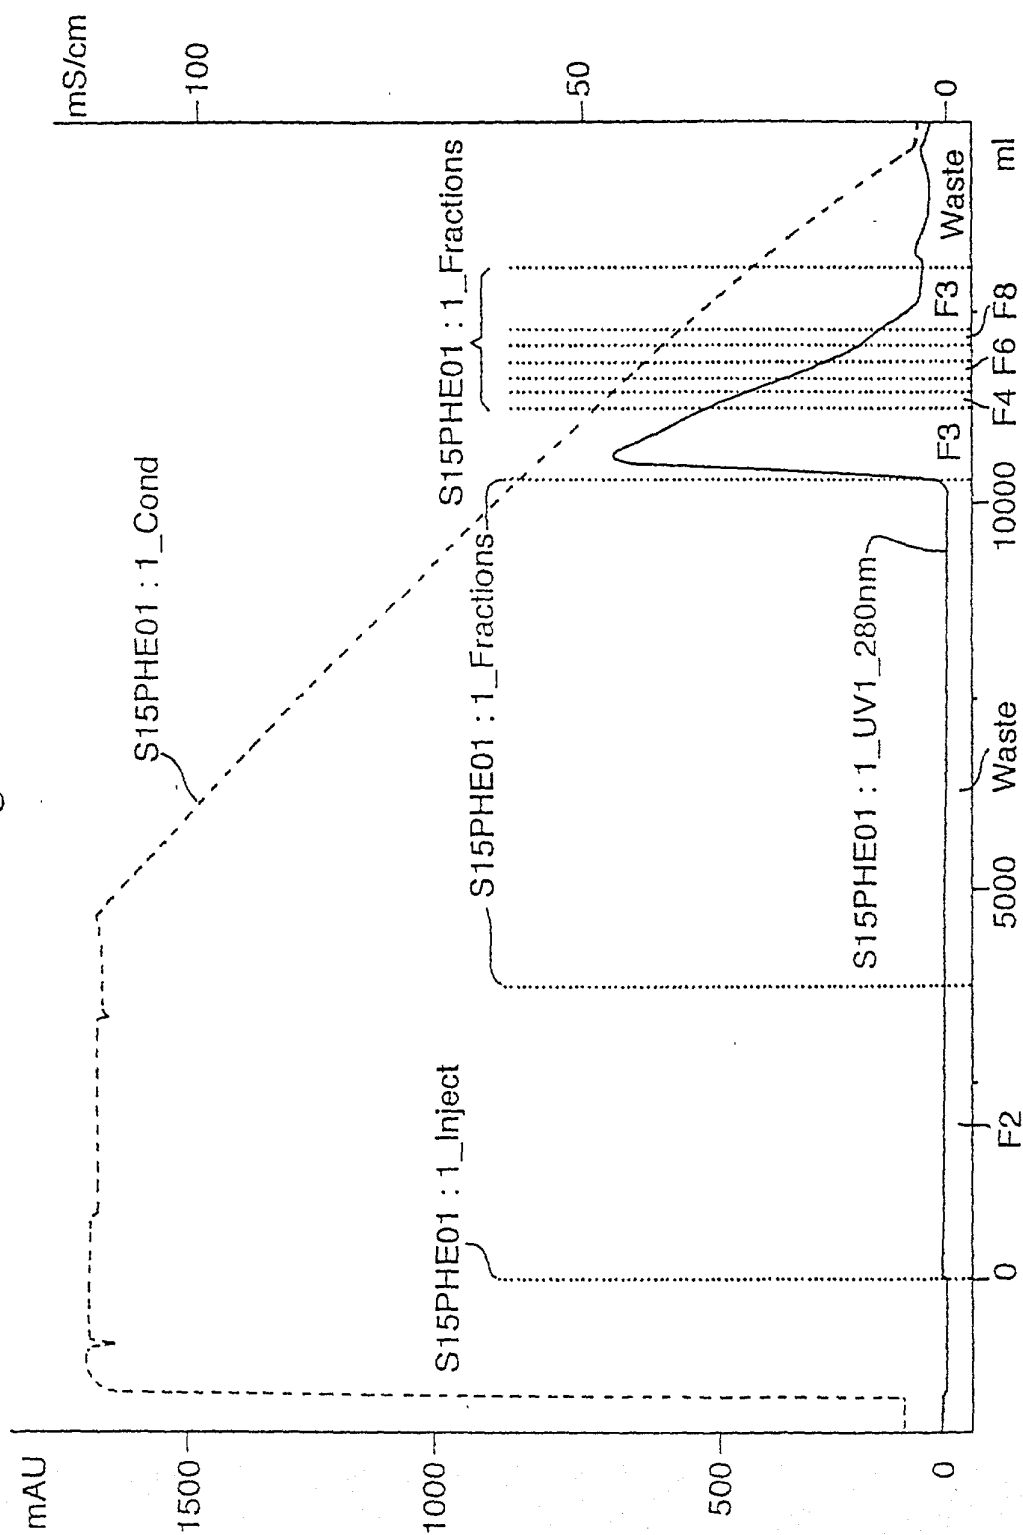 mAU
1500
1000
500
0
mS/cm
100
50
0
S15PHE01 : 1_Cond
S15PHE01 : 1_Inject
S15PHE01 : 1_Fractions
S15PHE01 : 1_Fractions
S15PHE01 : 1_UV1_280nm
F3
F3
Waste
0
F2
5000
Waste
10000
F4
F6
F8
ml